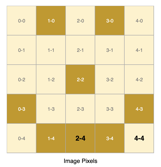 0-0 1-0 2-0 3-0 4-0
0-1 1-1 2-1 3-1 4-1
0-2 1-2 2-2 3-2 4-2
0-3 1-3 2-3 3-3 4-3
0-4 1-4 2-4 3-4 4-4
Image Pixels